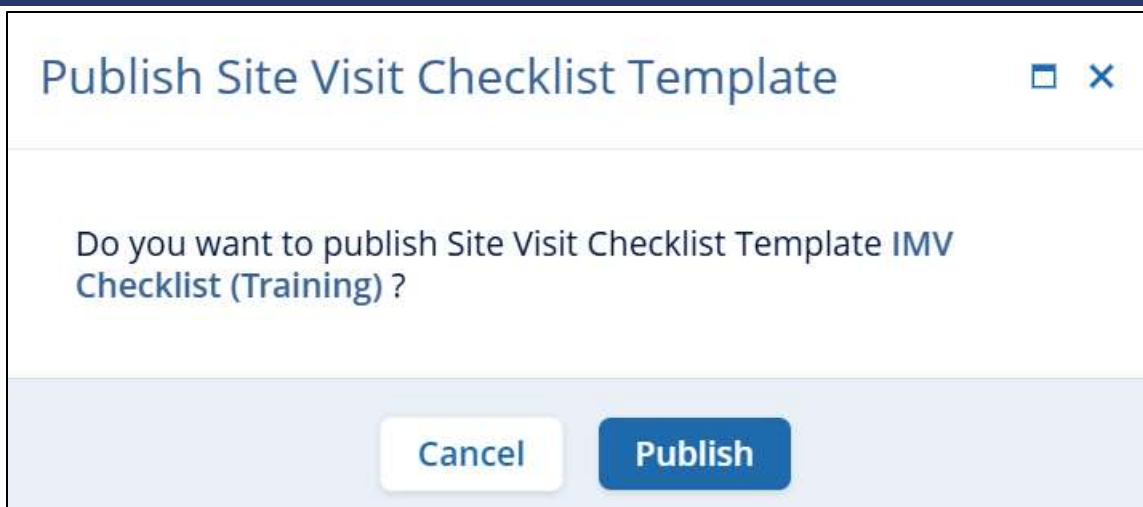 Publish Site Visit Checklist Template
Do you want to publish Site Visit Checklist Template IMV
Checklist (Training) ?
Cancel
Publish